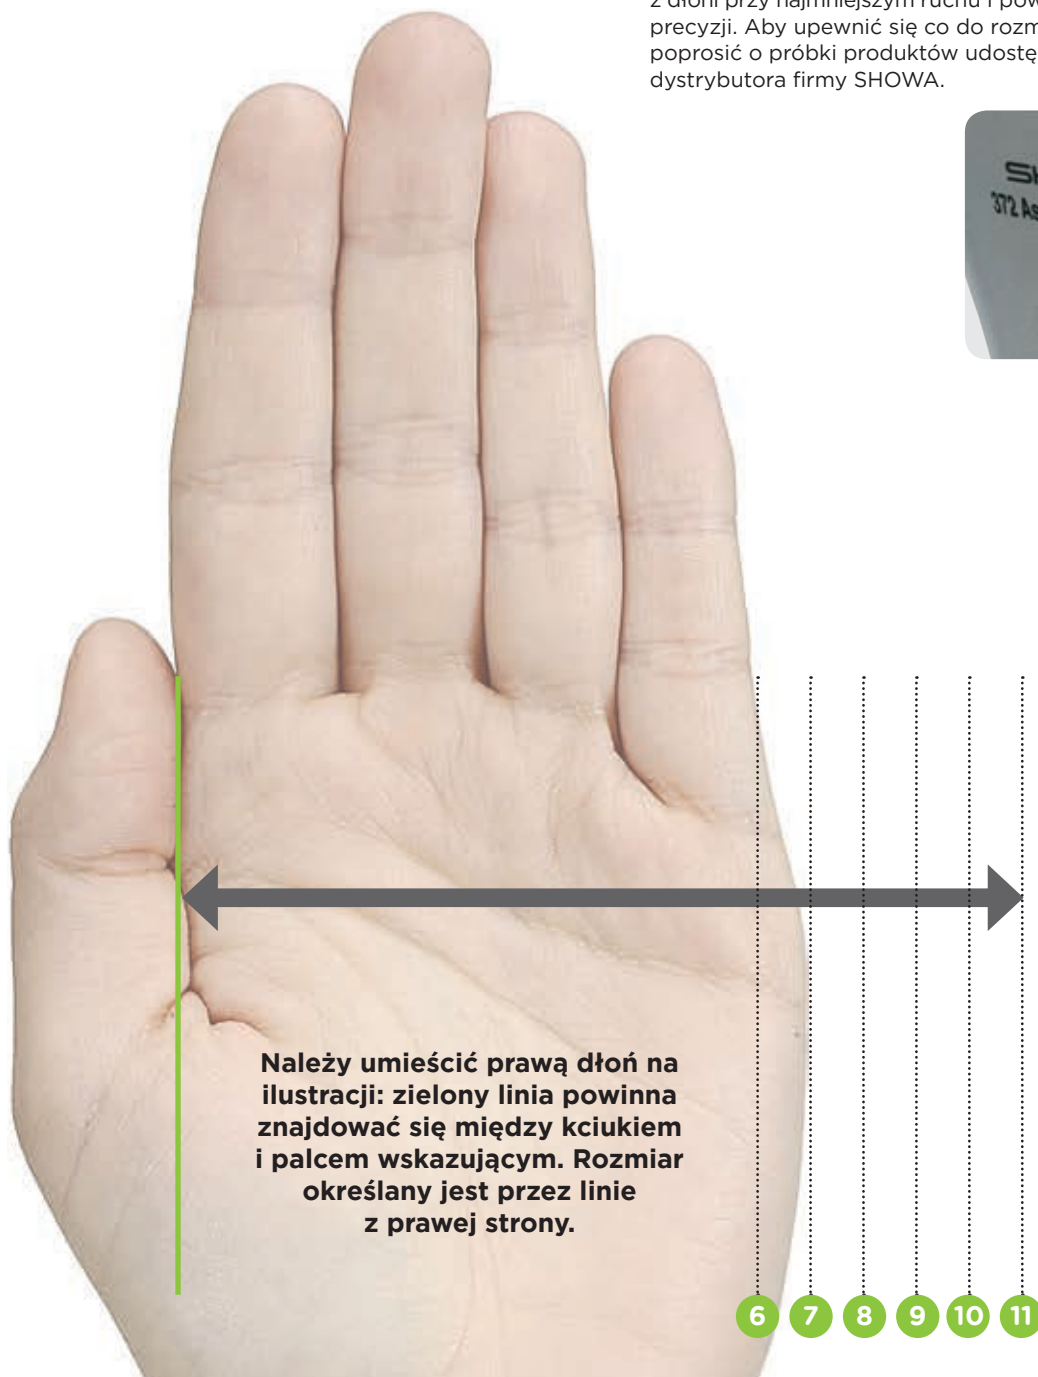 precyzji. Aby upewnić się co do
poprosić o próbki produktów
dystrybutora firmy SHOWA.
372
Należy umieścić prawą dłoń na
ilustracji: zielony linia powinna
znajdować się między kciukiem
i palcem wskazującym. Rozmiar
określany jest przez linie
z prawej strony.
6 7 8 9 10 11